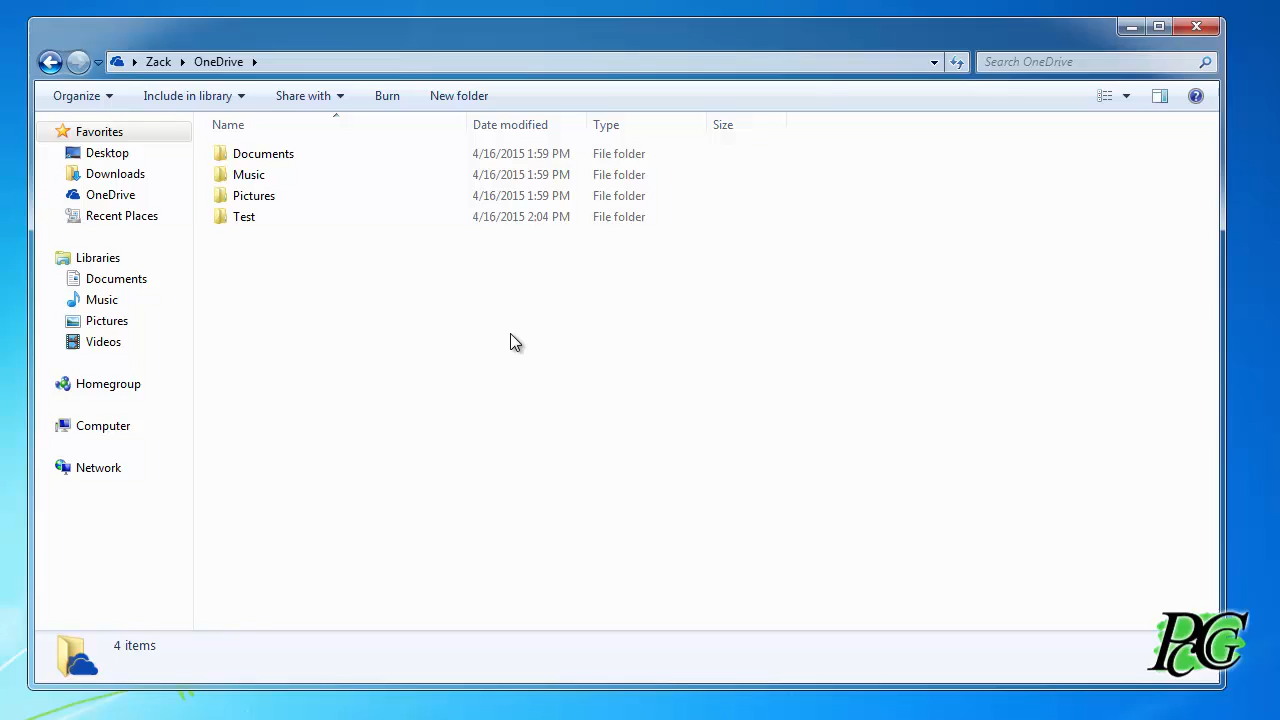 Zack OneDrive
Search OneDrive
Organize Include in library Share with Burn New folder
Name Date modified Type Size
Favorites
Desktop
Downloads
OneDrive
Recent Places
Libraries
Documents
Music
Pictures
Videos
Homegroup
Computer
Network
Documents 4/16/2015 1:59 PM File folder
Music 4/16/2015 1:59 PM File folder
Pictures 4/16/2015 1:59 PM File folder
Test 4/16/2015 2:04 PM File folder
4 items
PCG